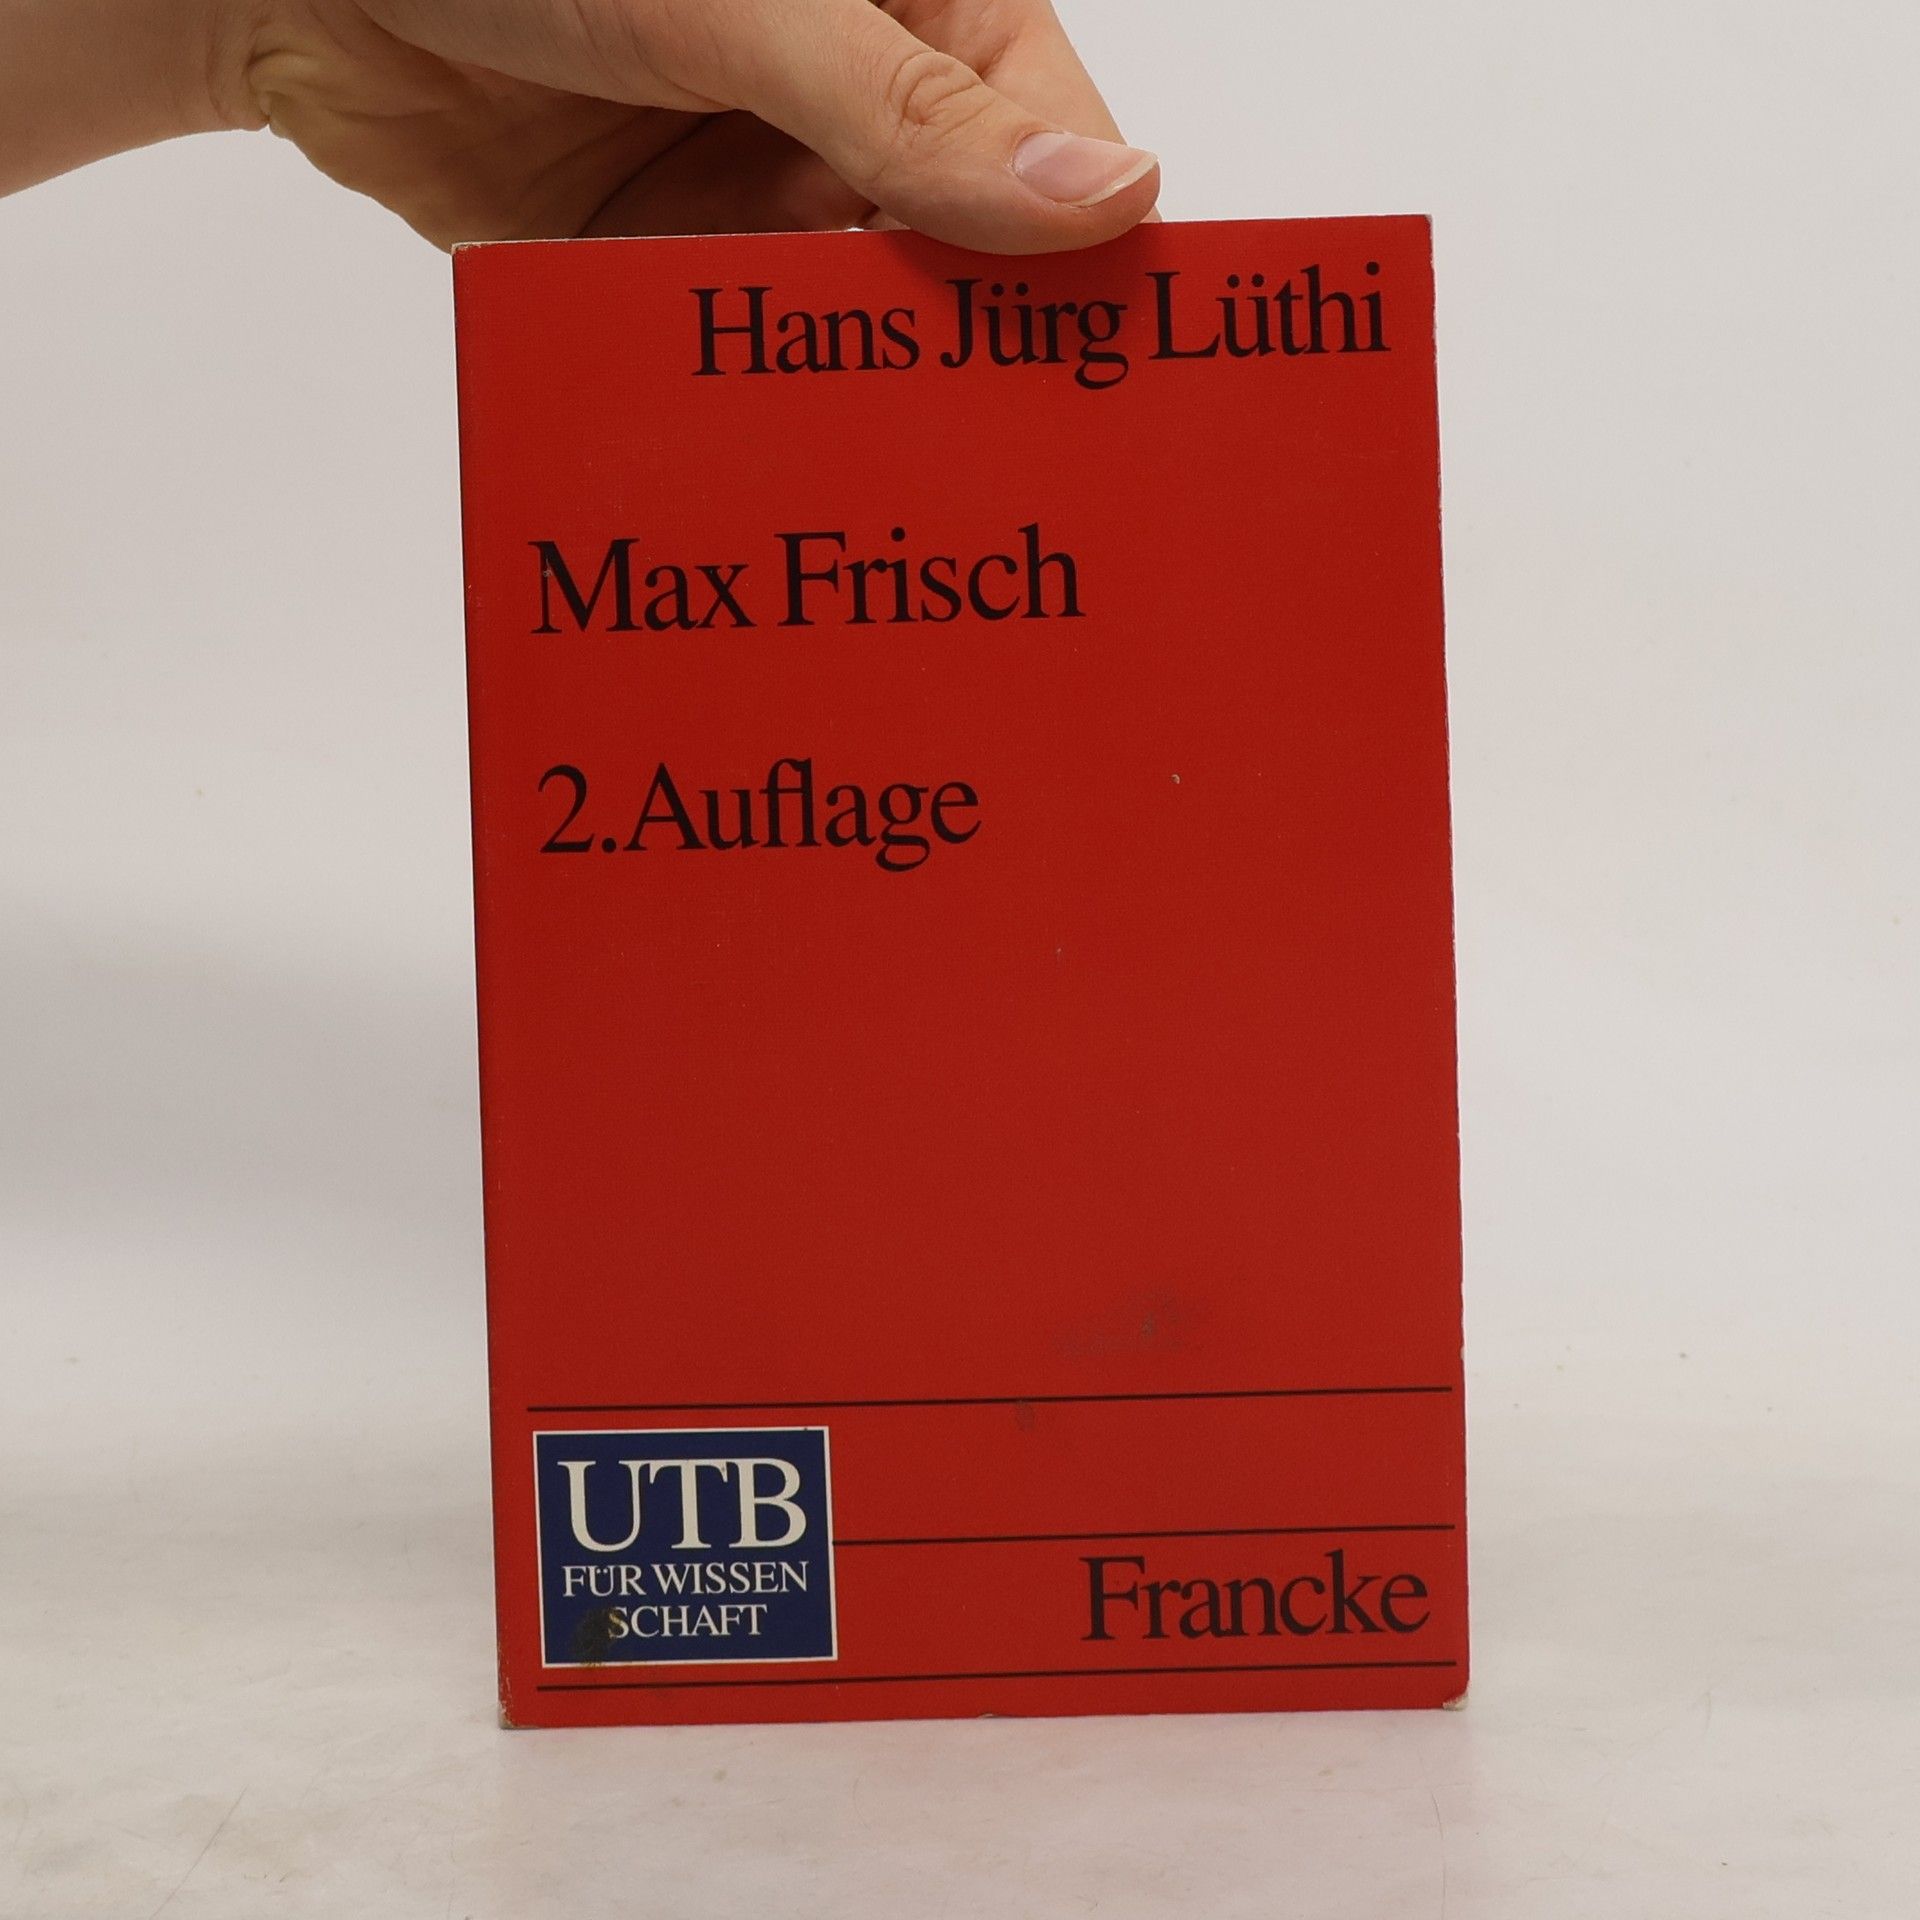 Hans Jürg Lüthi
Max Frisch
2. Auflage
UTB
FÜR WISSEN
SCHAFT
Francke